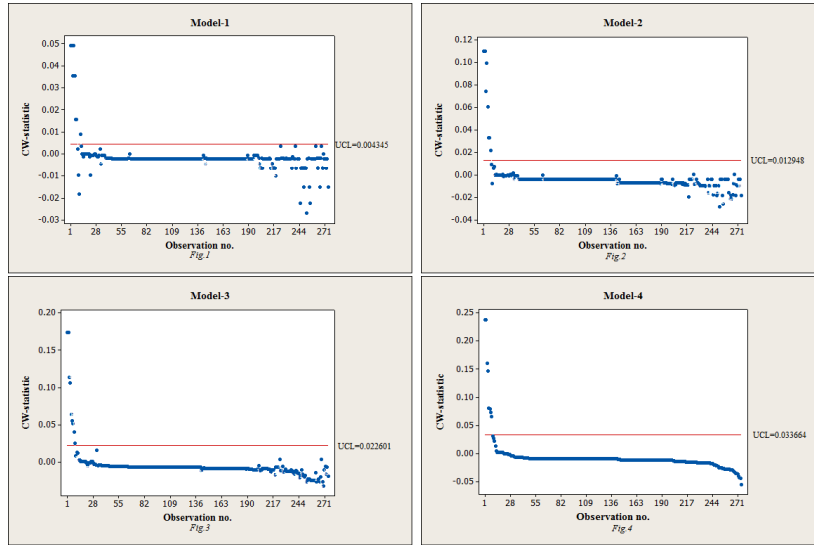 Model-1
CW-statistic
0.05
0.04
0.03
0.02
0.01
0.00
-0.01
-0.02
-0.03
UCL=0.004345
1 28 55 82 109 136 163 190 217 244 271
Observation no.
Fig.1
Model-2
CW-statistic
0.12
0.10
0.08
0.06
0.04
0.02
0.00
-0.02
-0.04
UCL=0.012948
1 28 55 82 109 136 163 190 217 244 271
Observation no.
Fig.2
Model-3
CW-statistic
0.20
0.15
0.10
0.05
0.00
UCL=0.022601
1 28 55 82 109 136 163 190 217 244 271
Observation no.
Fig.3
Model-4
CW-statistic
0.25
0.20
0.15
0.10
0.05
0.00
-0.05
UCL=0.033664
1 28 55 82 109 136 163 190 217 244 271
Observation no.
Fig.4